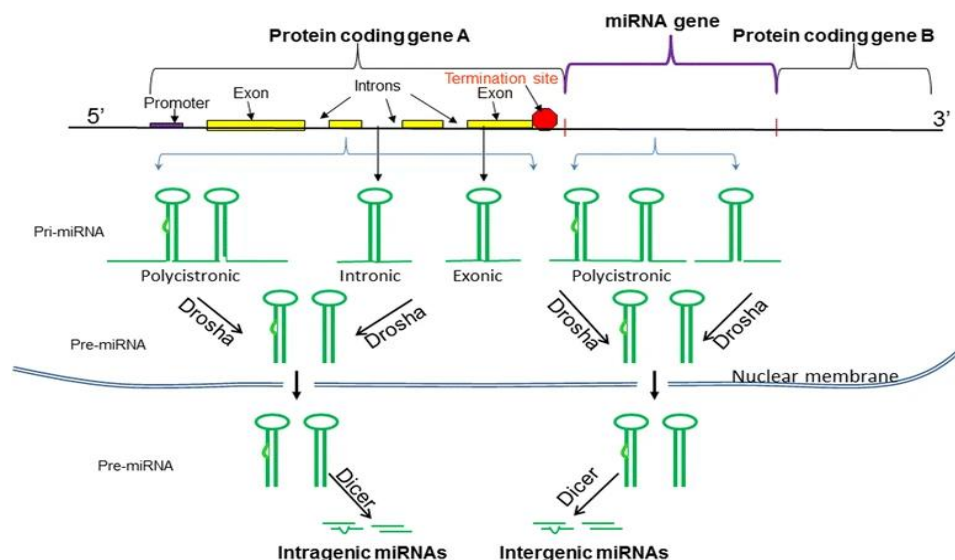 miRNA gene
Protein coding gene A
Protein coding gene B
Termination site
Promoter
Exon
Introns
Exon
5’
3’
Pri-miRNA
Polycistronic
Intronic
Exonic
Polycistronic
Drosha
Drosha
Drosha
Drosha
Pre-miRNA
Nuclear membrane
Pre-miRNA
Dicer
Dicer
Intragenic miRNAs
Intergenic miRNAs